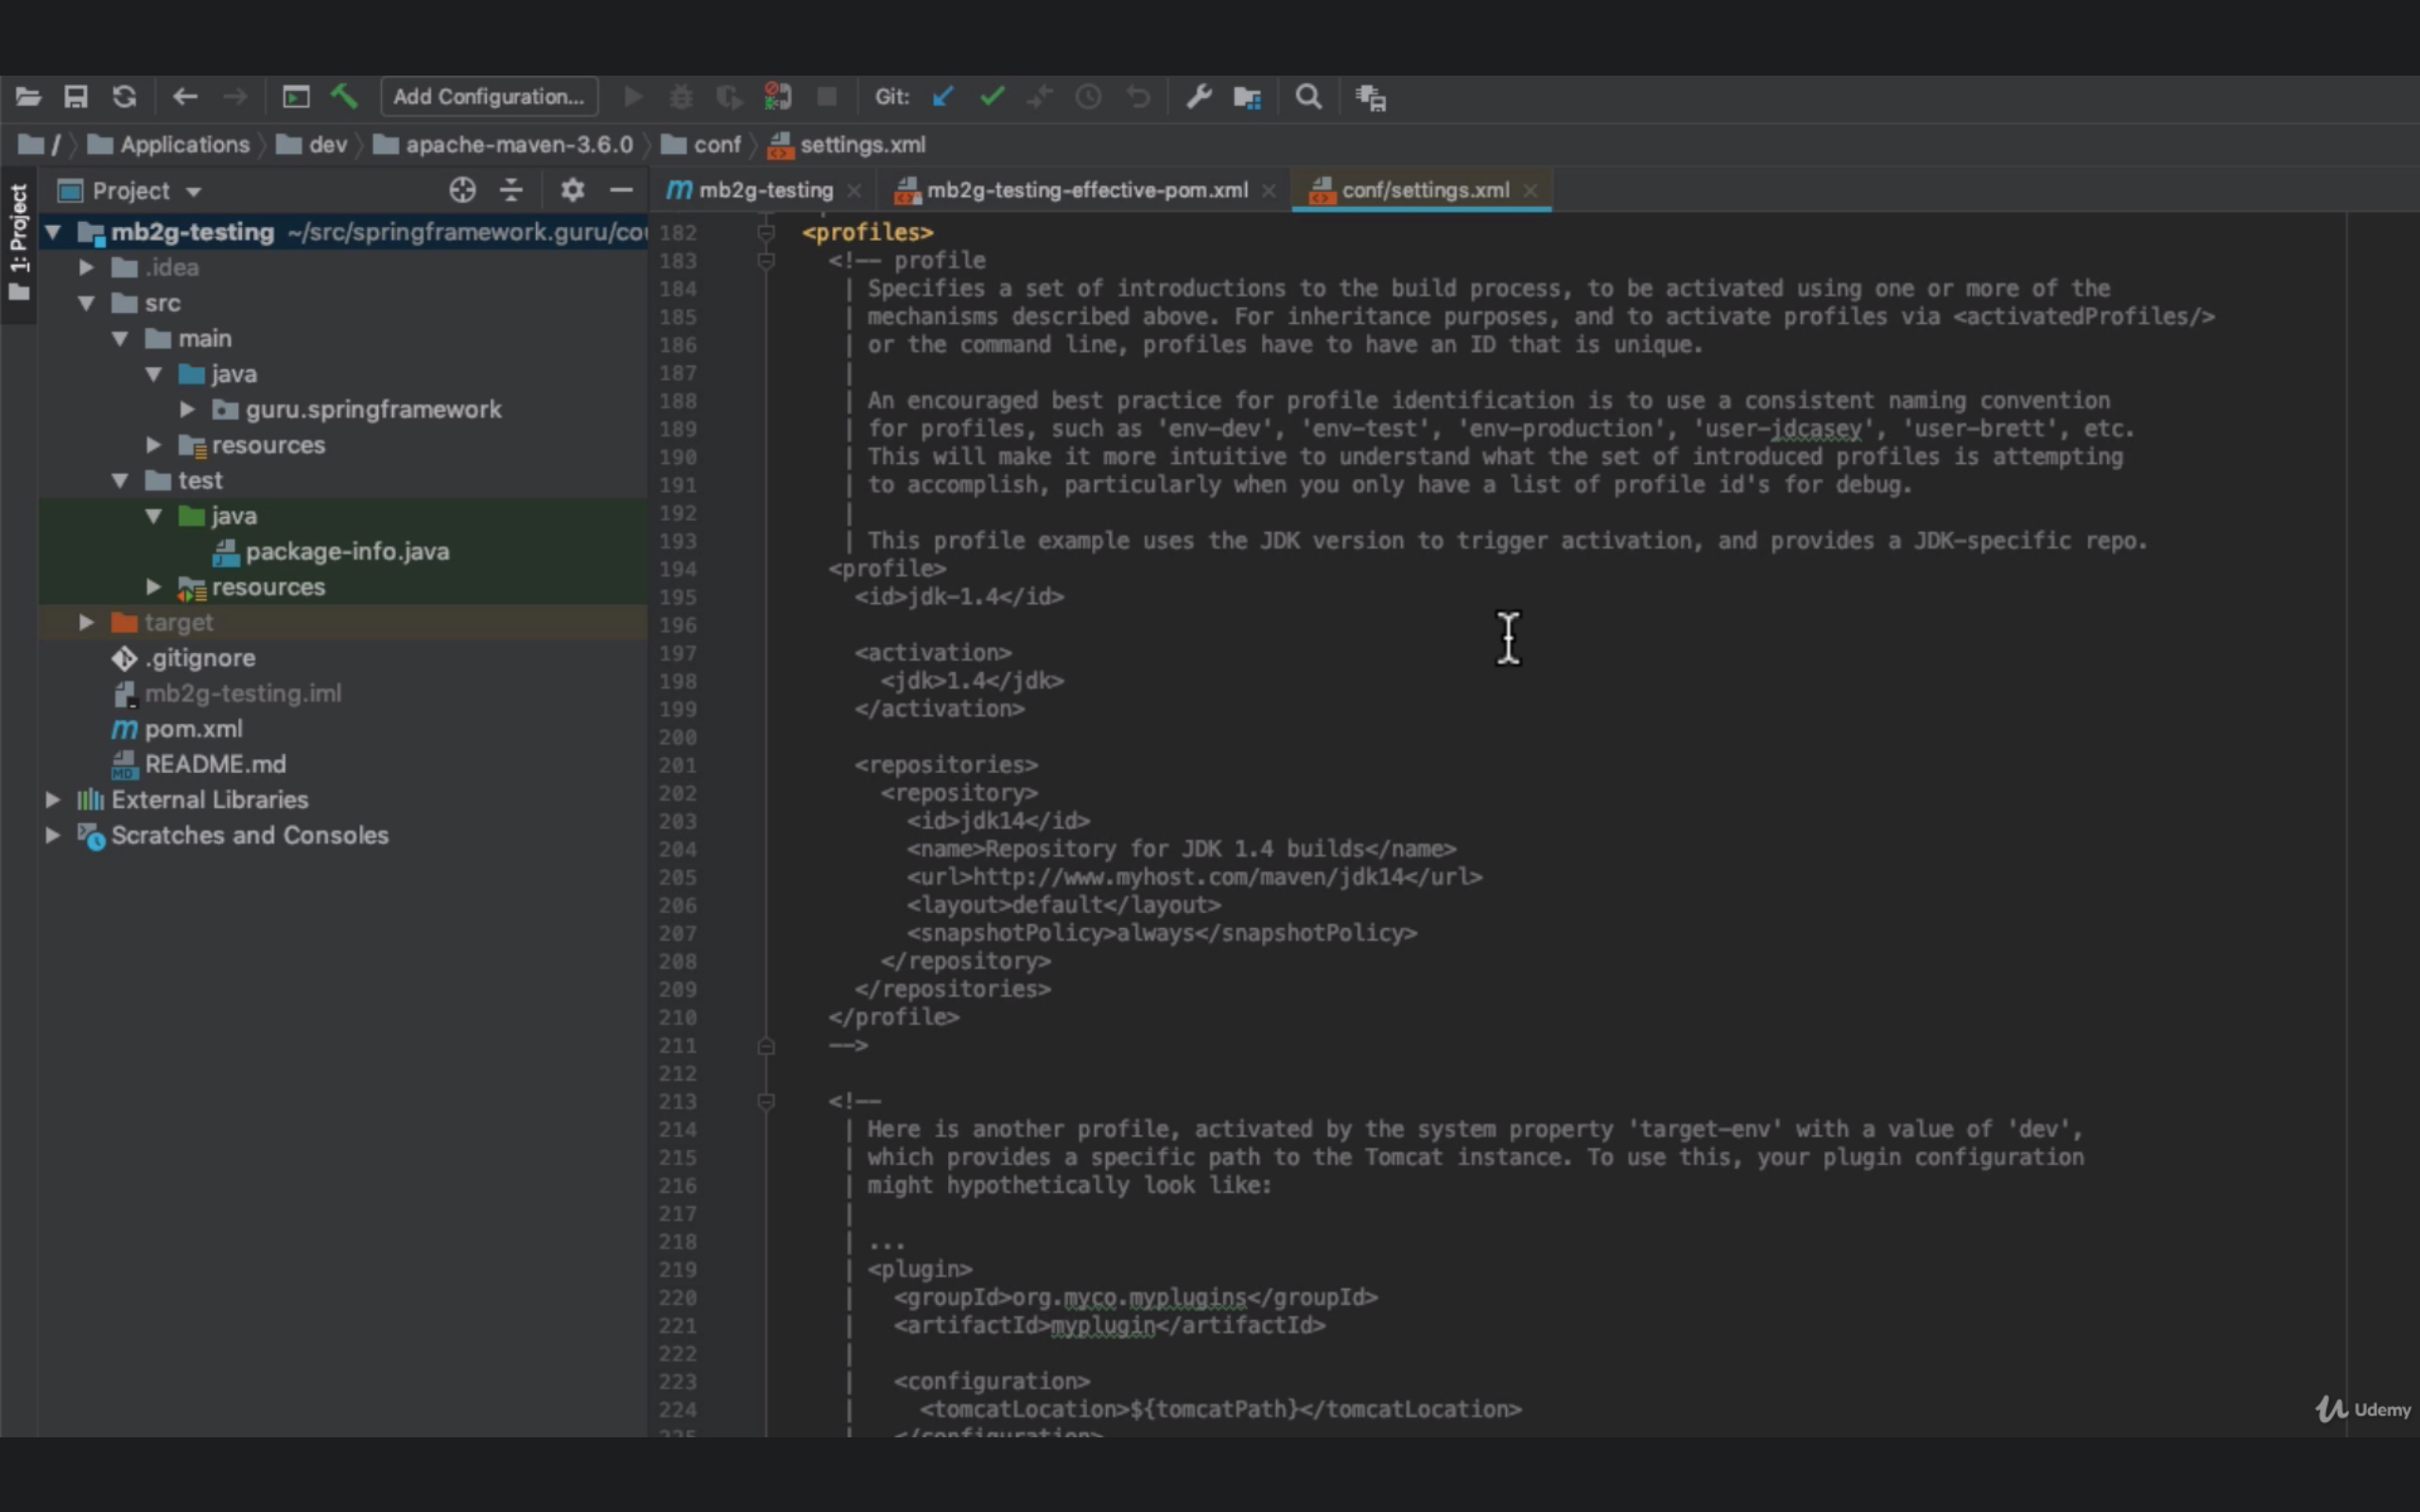 Add Configuration...
Git:
/
Applications
dev
apache-maven-3.6.0
conf
settings.xml
1: Project
Project
mb2g-testing
mb2g-testing-effective-pom.xml
conf/settings.xml
mb2g-testing ~/src/springframework.guru/co
.idea
src
main
java
guru.springframework
resources
test
java
package-info.java
resources
target
.gitignore
mb2g-testing.iml
pom.xml
README.md
External Libraries
Scratches and Consoles
182 <profiles>
183 <!-- profile
184 | Specifies a set of introductions to the build process, to be activated using one or more of the
185 | mechanisms described above. For inheritance purposes, and to activate profiles via <activatedProfiles/>
186 | or the command line, profiles have to have an ID that is unique.
187 |
188 | An encouraged best practice for profile identification is to use a consistent naming convention
189 | for profiles, such as 'env-dev', 'env-test', 'env-production', 'user-jdcasey', 'user-brett', etc.
190 | This will make it more intuitive to understand what the set of introduced profiles is attempting
191 | to accomplish, particularly when you only have a list of profile id's for debug.
192 |
193 | This profile example uses the JDK version to trigger activation, and provides a JDK-specific repo.
194 <profile>
195 <id>jdk-1.4</id>
196
197 <activation>
198 <jdk>1.4</jdk>
199 </activation>
200
201 <repositories>
202 <repository>
203 <id>jdk14</id>
204 <name>Repository for JDK 1.4 builds</name>
205 <url>http://www.myhost.com/maven/jdk14</url>
206 <layout>default</layout>
207 <snapshotPolicy>always</snapshotPolicy>
208 </repository>
209 </repositories>
210 </profile>
211 -->
212
213 <!--
214 | Here is another profile, activated by the system property 'target-env' with a value of 'dev',
215 | which provides a specific path to the Tomcat instance. To use this, your plugin configuration
216 | might hypothetically look like:
217 |
218 | ...
219 | <plugin>
220 | <groupId>org.myco.myplugins</groupId>
221 | <artifactId>myplugin</artifactId>
222 |
223 | <configuration>
224 | <tomcatLocation>${tomcatPath}</tomcatLocation>
225 | </configuration>
Udemy